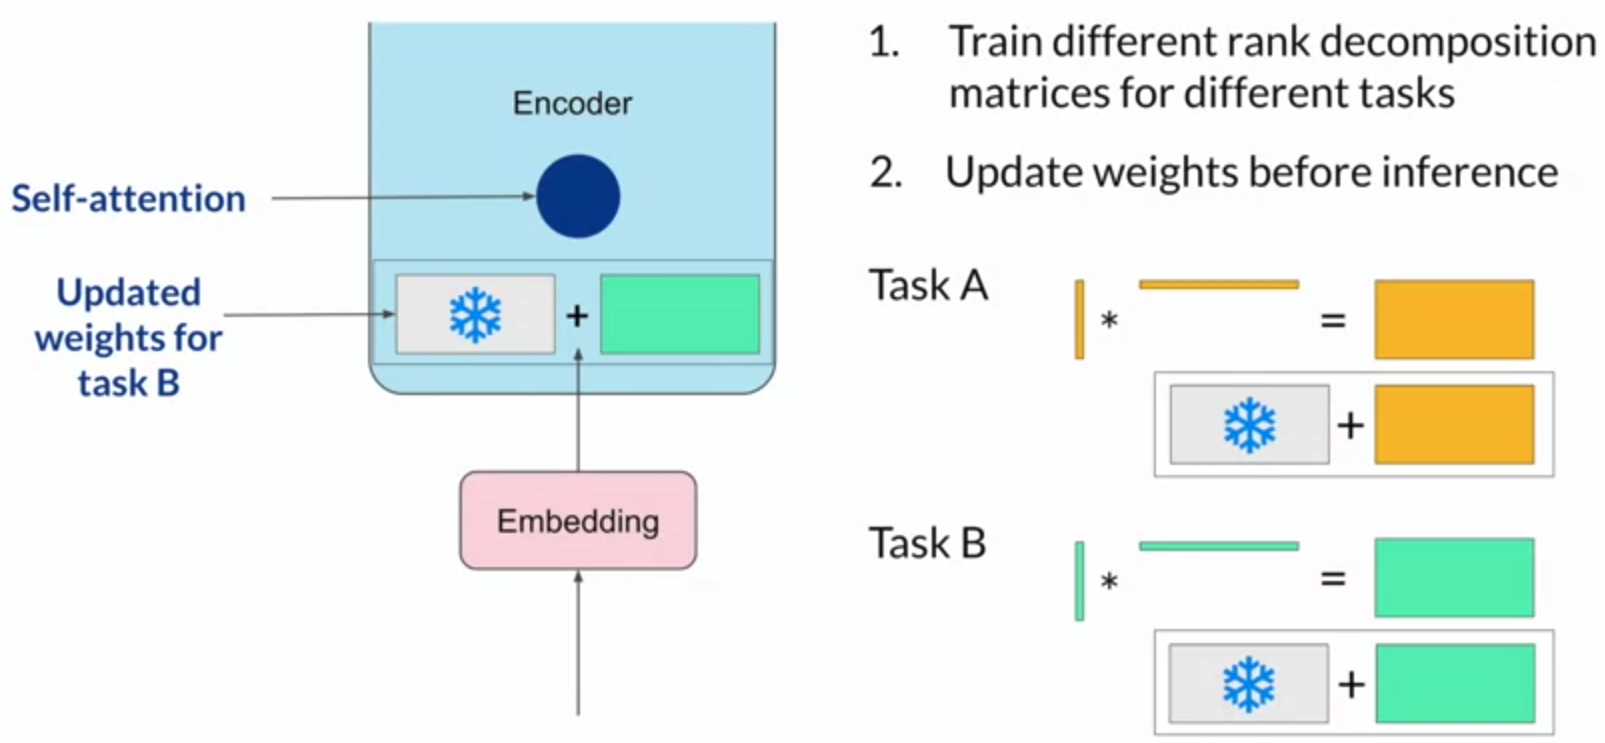 Encoder
Self-attention
Updated
weights for
task B
+
Embedding
1. Train different rank decomposition
matrices for different tasks
2. Update weights before inference
Task A
* =
+
Task B
* =
+